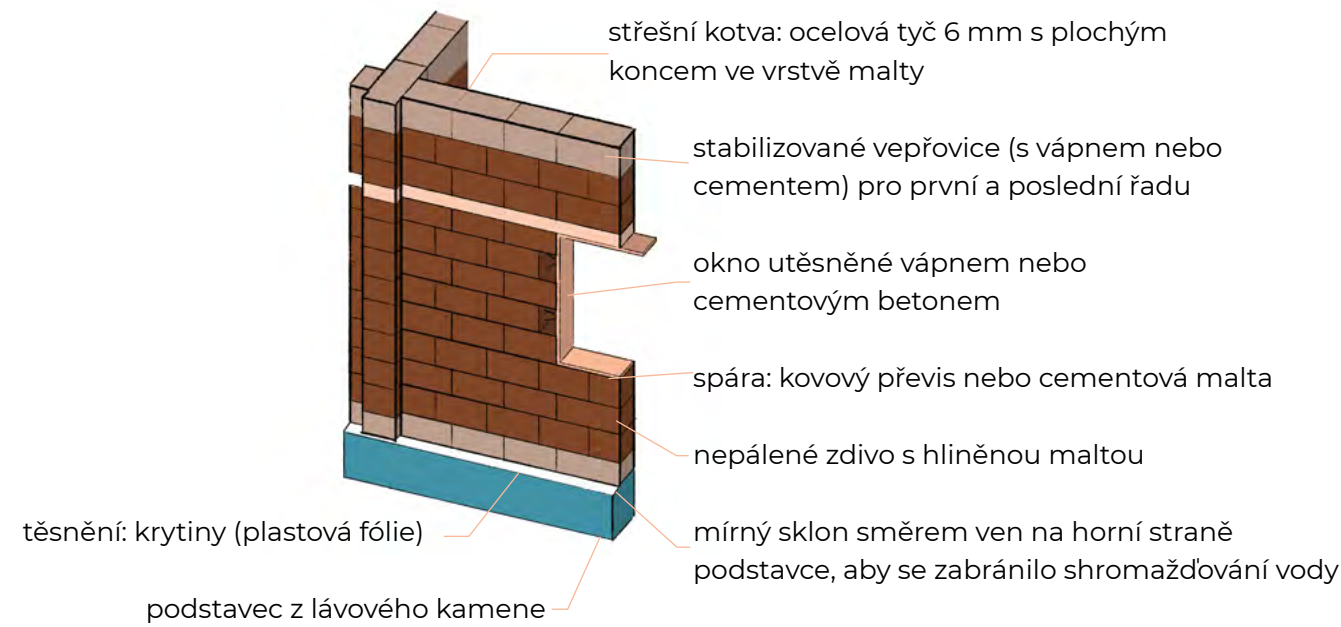 střešní kotva: ocelová tyč 6 mm s plochým
koncem ve vrstvě malty
stabilizované vepřovice (s vápnem nebo
cementem) pro první a poslední řadu
okno utěsněné vápnem nebo
cementovým betonem
spára: kovový převis nebo cementová malta
nepálené zdivo s hliněnou maltou
těsnění: krytiny (plastová fólie)
mírný sklon směrem ven na horní straně
podstavce, aby se zabránilo shromažďování vody
podstavec z lávového kamene